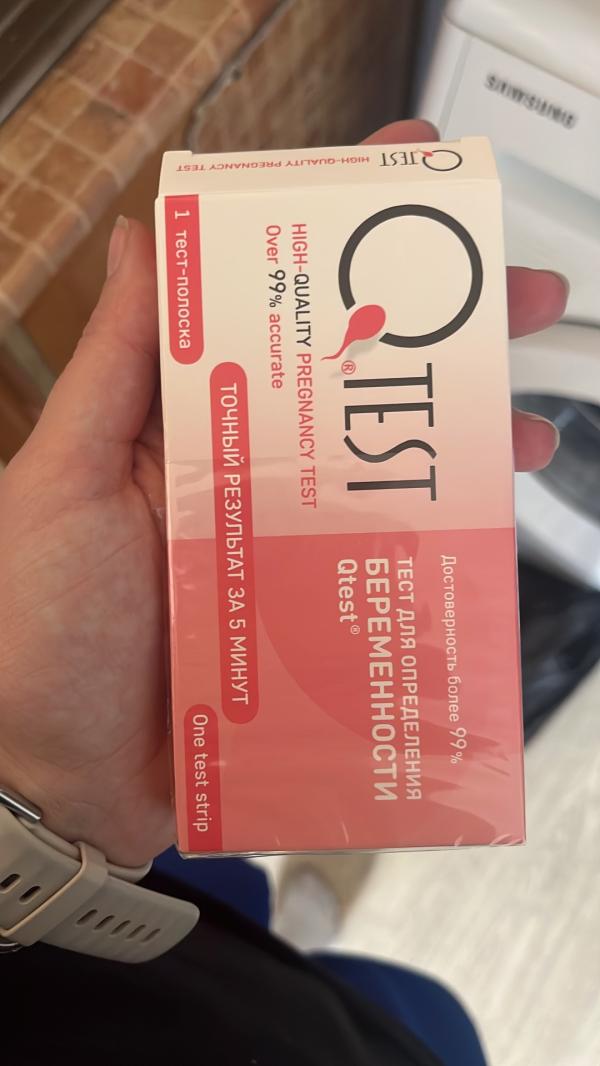 QTEST HIGH-QUALITY PREGNANCY TEST
QTEST®
HIGH-QUALITY PREGNANCY TEST
Over 99% accurate
1 тест-полоска
ТОЧНЫЙ РЕЗУЛЬТАТ ЗА 5 МИНУТ
Достоверность более 99%
ТЕСТ ДЛЯ ОПРЕДЕЛЕНИЯ
БЕРЕМЕННОСТИ
Qtest®
One test strip
SAMSUNG